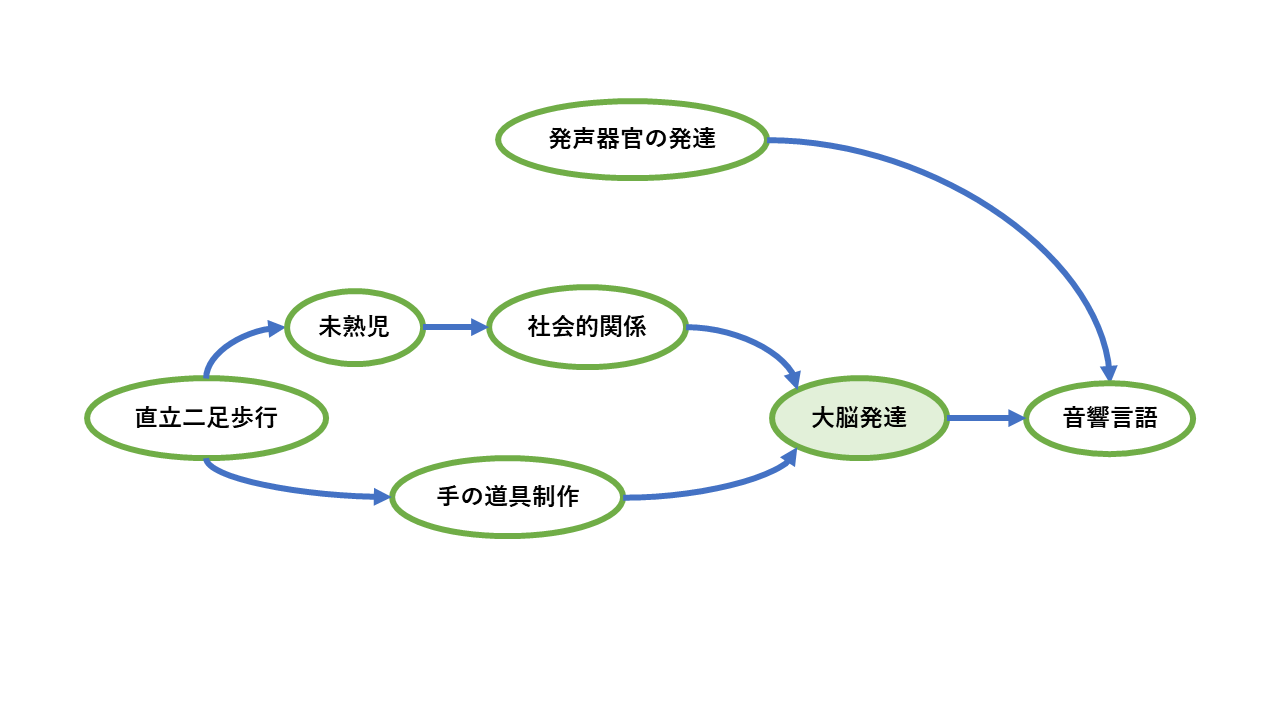 発声器官の発達
未熟児
社会的関係
直立二足歩行
大脳発達
音響言語
手の道具制作